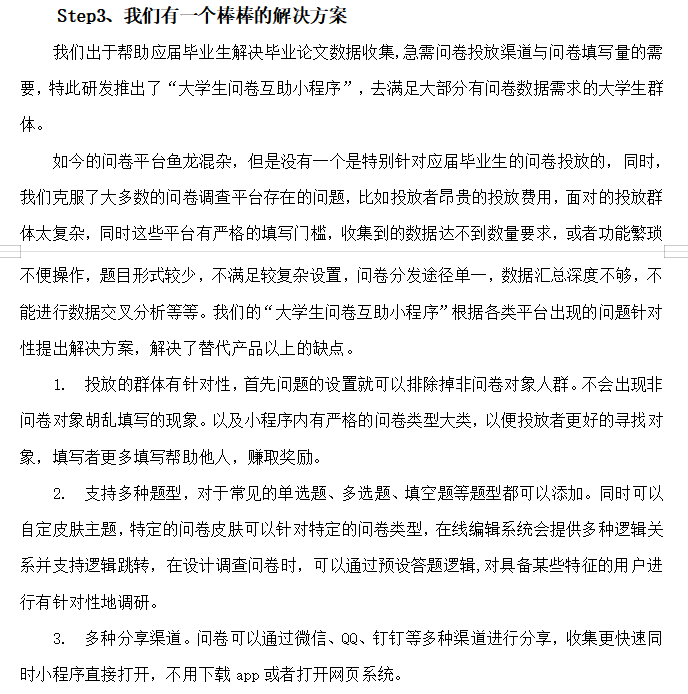 Step3、我们有一个棒棒的解决方案
我们出于帮助应届毕业生解决毕业论文数据收集,急需问卷投放渠道与问卷填写量的需
要，特此研发推出了“大学生问卷互助小程序”，去满足大部分有问卷数据需求的大学生群
体。
如今的问卷平台鱼龙混杂，但是没有一个是特别针对应届毕业生的问卷投放的，同时，
我们克服了大多数的问卷调查平台存在的问题，比如投放者昂贵的投放费用，面对的投放群
体太复杂，同时这些平台有严格的填写门槛，收集到的数据达不到数量要求，或者功能繁琐
不便操作，题目形式较少，不满足较复杂设置，问卷分发途径单一，数据汇总深度不够，不
能进行数据交叉分析等等。我们的“大学生问卷互助小程序”根据各类平台出现的问题针对
性提出解决方案，解决了替代产品以上的缺点。
1. 投放的群体有针对性，首先问题的设置就可以排除掉非问卷对象人群。不会出现非
问卷对象胡乱填写的现象。以及小程序内有严格的问卷类型大类，以便投放者更好的寻找对
象，填写者更多填写帮助他人，赚取奖励。
2. 支持多种题型，对于常见的单选题、多选题、填空题等题型都可以添加。同时可以
自定皮肤主题，特定的问卷皮肤可以针对特定的问卷类型，在线编辑系统会提供多种逻辑关
系并支持逻辑跳转，在设计调查问卷时，可以通过预设答题逻辑,对具备某些特征的用户进
行有针对性地调研。
3. 多种分享渠道。问卷可以通过微信、QQ、钉钉等多种渠道进行分享，收集更快速同
时小程序直接打开，不用下载 app 或者打开网页系统。